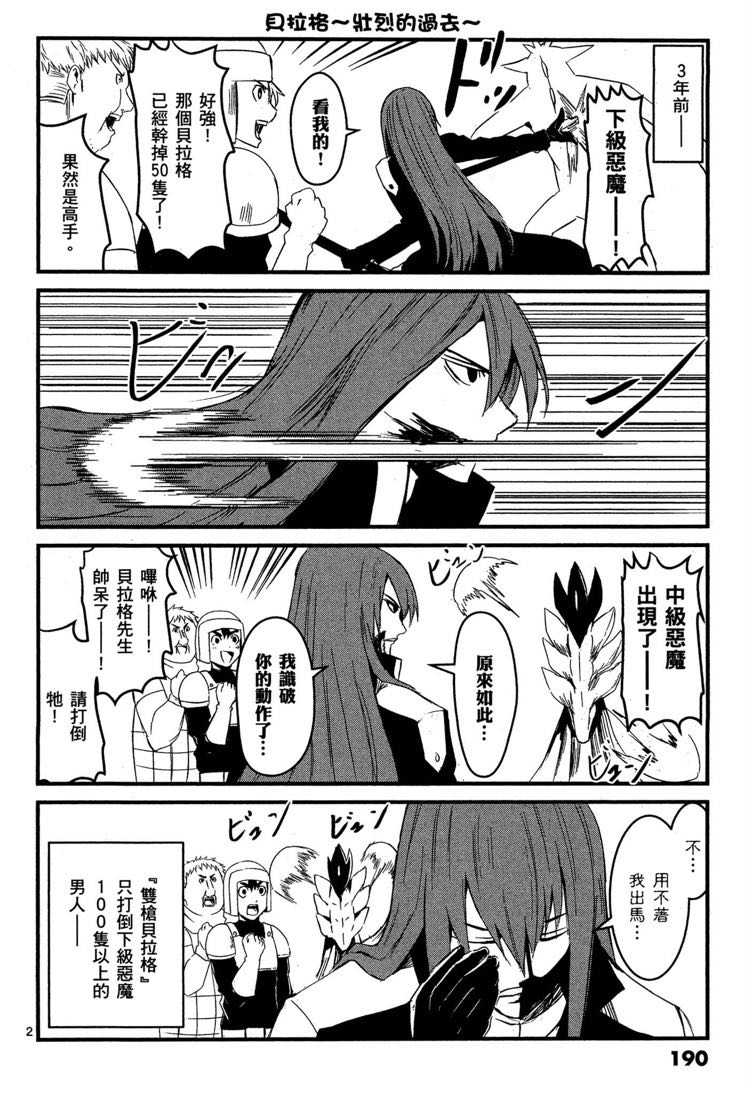 貝拉格～壯烈的過去～
3年前——
下級惡魔——！
ドッ
看我的！
好強！
那個貝拉格
已經幹掉50隻了！
果然是高手。
ビッ
ン
中級惡魔
出現了——！
ビュン
ビュン
原來如此…
我識破
你的動作了…
嗶咻——！
貝拉格先生
帥呆了——！
請打倒
牠！
不…
用不著
我出馬…
ビュン
ビュン
『雙槍貝拉格』
只打倒下級惡魔
100隻以上的
男人——
2
190